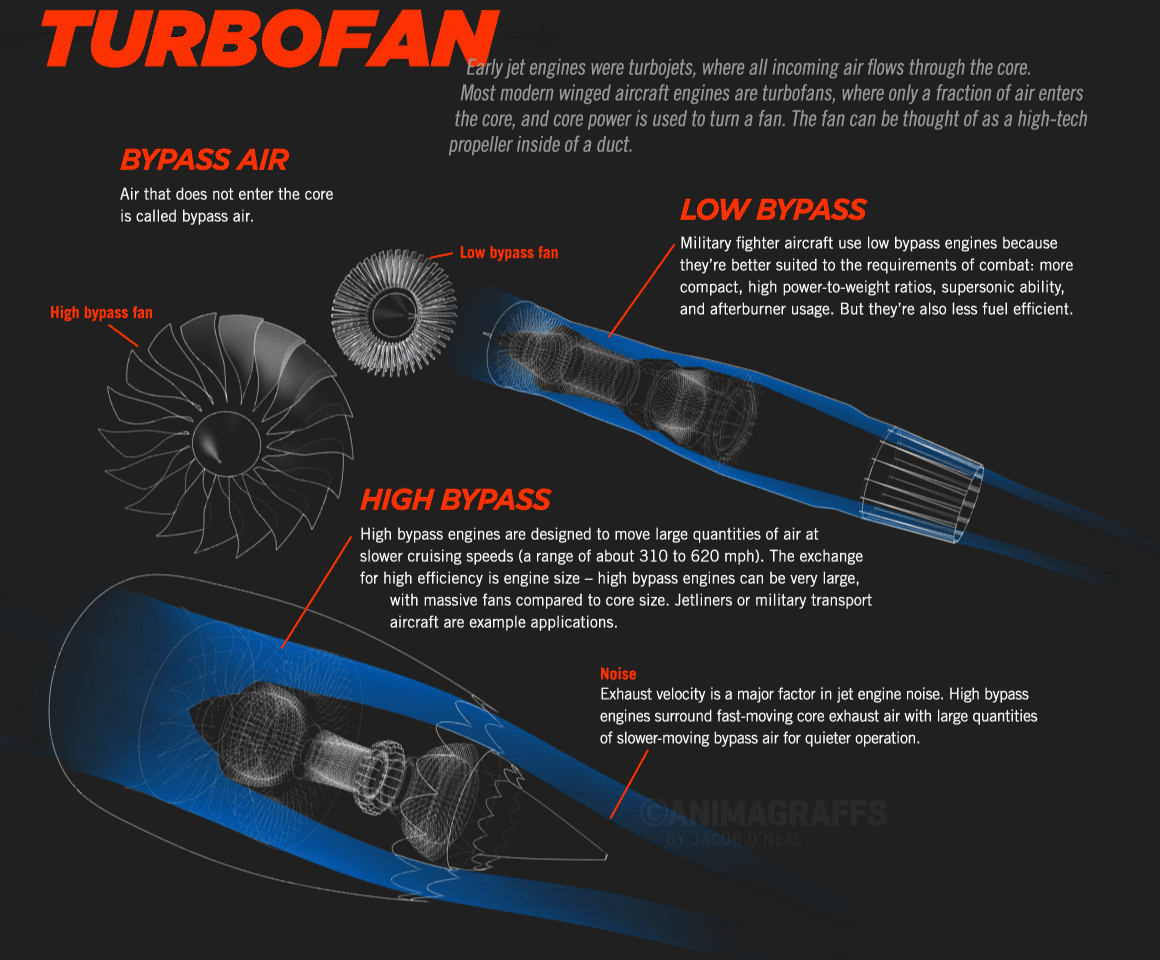 TURBOFAN
Early jet engines were turbojets, where all incoming air flows through the core.
Most modern winged aircraft engines are turbofans, where only a fraction of air enters
the core, and core power is used to turn a fan. The fan can be thought of as a high-tech
propeller inside of a duct.
BYPASS AIR
Air that does not enter the core
is called bypass air.
LOW BYPASS
Military fighter aircraft use low bypass engines because
they're better suited to the requirements of combat: more
compact, high power-to-weight ratios, supersonic ability,
and afterburner usage. But they're also less fuel efficient.
Low bypass fan
High bypass fan
HIGH BYPASS
High bypass engines are designed to move large quantities of air at
slower cruising speeds (a range of about 310 to 620 mph). The exchange
for high efficiency is engine size – high bypass engines can be very large,
with massive fans compared to core size. Jetliners or military transport
aircraft are example applications.
Noise
Exhaust velocity is a major factor in jet engine noise. High bypass
engines surround fast-moving core exhaust air with large quantities
of slower-moving bypass air for quieter operation.
©ANIMAGRAFFS
BY JACOB O'NEAL